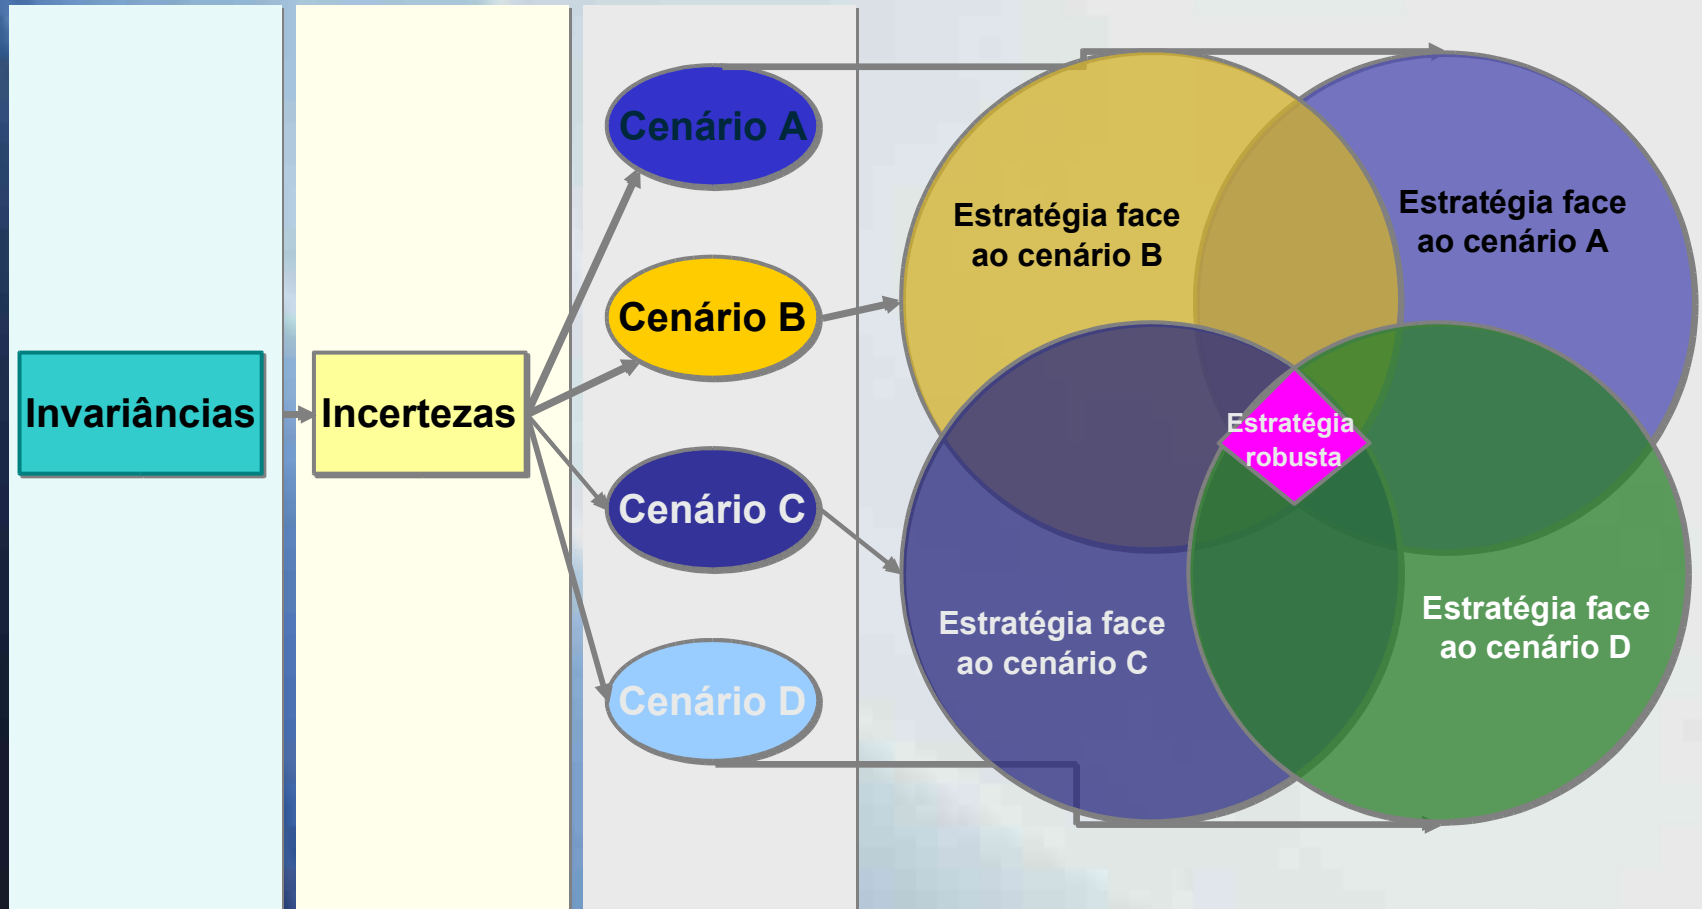 Invariâncias
Incertezas
Cenário A
Cenário B
Cenário C
Cenário D
Estratégia face
ao cenário B
Estratégia face
ao cenário A
Estratégia
robusta
Estratégia face
ao cenário C
Estratégia face
ao cenário D